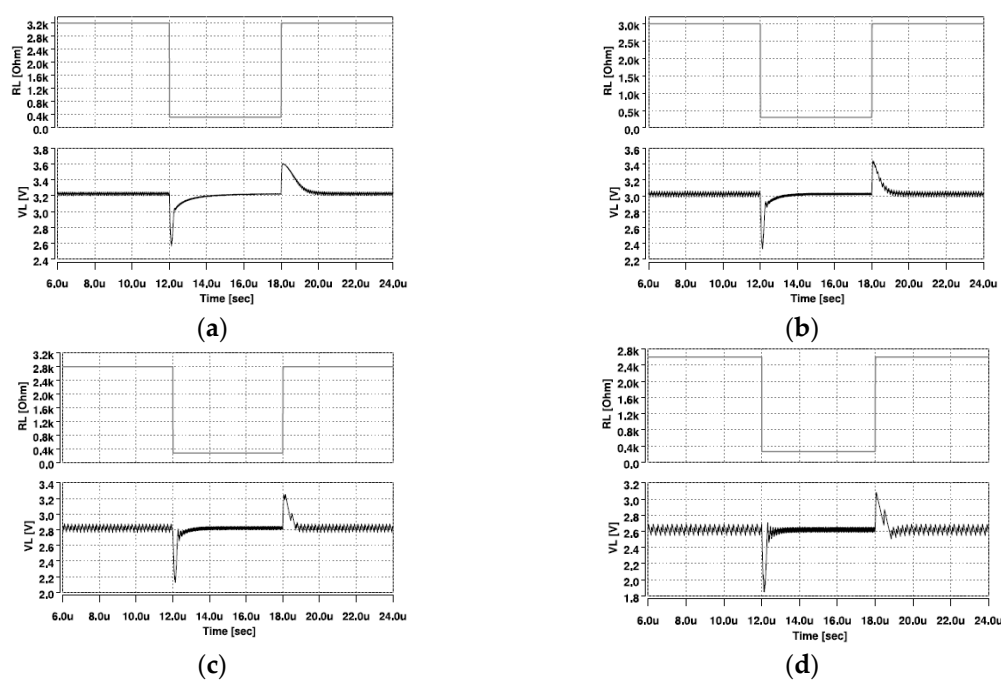 3.2k
2.8k
2.4k
2.0k
1.6k
1.2k
0.8k
0.4k
0.0
RL [Ohm]
3.8
3.6
3.4
3.2
3.0
2.8
2.6
2.4
VL [V]
6.0u 8.0u 10.0u 12.0u 14.0u 16.0u 18.0u 20.0u 22.0u 24.0u
Time [sec]
(a)
3.0k
2.5k
2.0k
1.5k
1.0k
0.5k
0.0
RL [Ohm]
3.6
3.4
3.2
3.0
2.8
2.6
2.4
2.2
VL [V]
6.0u 8.0u 10.0u 12.0u 14.0u 16.0u 18.0u 20.0u 22.0u 24.0u
Time [sec]
(b)
3.2k
2.8k
2.4k
2.0k
1.6k
1.2k
0.8k
0.4k
0.0
RL [Ohm]
3.4
3.2
3.0
2.8
2.6
2.4
2.2
2.0
VL [V]
6.0u 8.0u 10.0u 12.0u 14.0u 16.0u 18.0u 20.0u 22.0u 24.0u
Time [sec]
(c)
2.8k
2.4k
2.0k
1.6k
1.2k
0.8k
0.4k
0.0
RL [Ohm]
3.2
3.0
2.8
2.6
2.4
2.2
2.0
1.8
VL [V]
6.0u 8.0u 10.0u 12.0u 14.0u 16.0u 18.0u 20.0u 22.0u 24.0u
Time [sec]
(d)